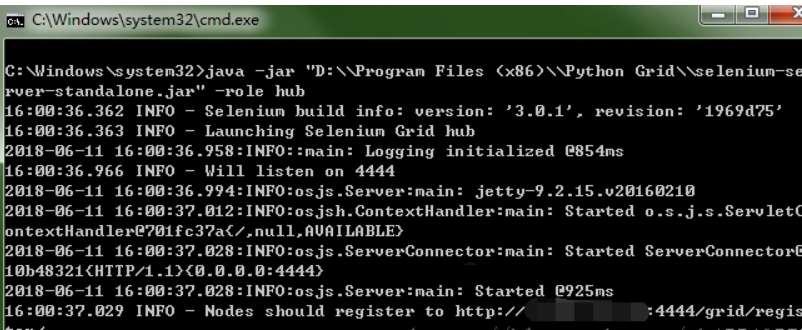 C:\Windows\system32\cmd.exe
C:\Windows\system32>java -jar "D:\\Program Files (x86)\\Python Grid\\selenium-se
rver-standalone.jar" -role hub
16:00:36.362 INFO - Selenium build info: version: '3.0.1', revision: '1969d75'
16:00:36.363 INFO - Launching Selenium Grid hub
2018-06-11 16:00:36.958:INFO::main: Logging initialized @854ms
16:00:36.966 INFO - Will listen on 4444
2018-06-11 16:00:36.994:INFO:osjs.Server:main: jetty-9.2.15.v20160210
2018-06-11 16:00:37.012:INFO:osjsh.ContextHandler:main: Started o.s.j.s.ServletC
ontextHandler@701fc37a{/,null,AVAILABLE}
2018-06-11 16:00:37.028:INFO:osjs.ServerConnector:main: Started ServerConnector@
10b48321{HTTP/1.1}{0.0.0.0:4444}
2018-06-11 16:00:37.028:INFO:osjs.Server:main: Started @925ms
16:00:37.029 INFO - Nodes should register to http:// :4444/grid/regis